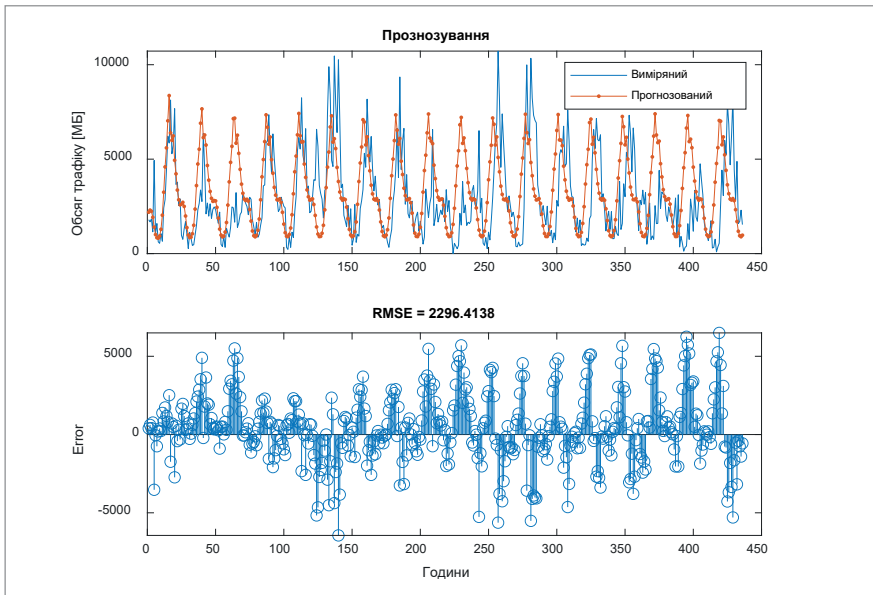 Прознозування
10000
5000
0
Обсяг трафіку [МБ]
Виміряний
Прогнозований
0 50 100 150 200 250 300 350 400 450
RMSE = 2296.4138
5000
0
-5000
Error
0 50 100 150 200 250 300 350 400 450
Години